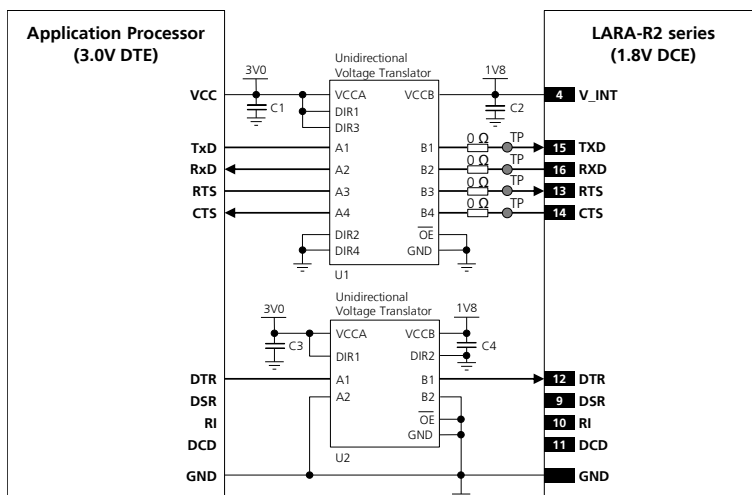 Application Processor
(3.0V DTE)
LARA-R2 series
(1.8V DCE)
Unidirectional
Voltage Translator
3V0
1V8
VCC
VCCA
VCCB
4
V_INT
C1
DIR1
C2
DIR3
0 Ω
TP
TxD
A1
B1
15
TXD
0 Ω
TP
RxD
A2
B2
16
RXD
0 Ω
TP
RTS
A3
B3
13
RTS
0 Ω
TP
CTS
A4
B4
14
CTS
DIR2
OE
DIR4
GND
U1
Unidirectional
Voltage Translator
3V0
1V8
VCCA
VCCB
C3
DIR1
DIR2
C4
DTR
A1
B1
12
DTR
DSR
A2
B2
9
DSR
RI
OE
10
RI
GND
DCD
11
DCD
U2
GND
GND